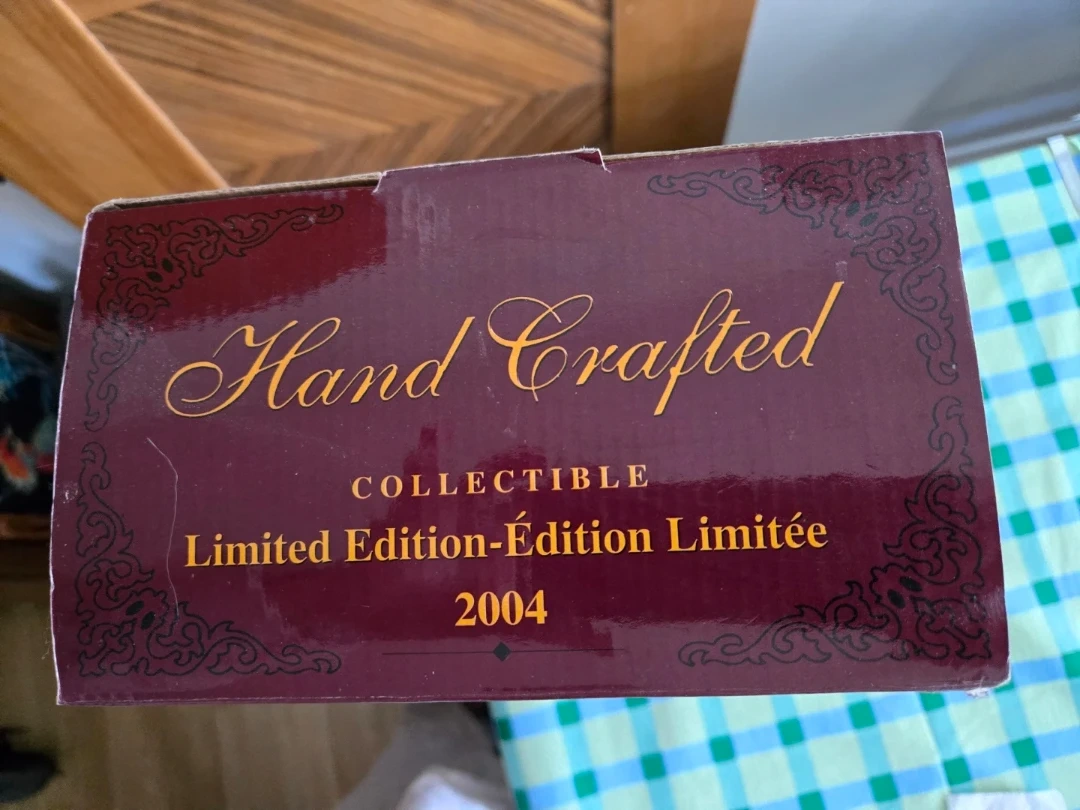 Hand Crafted
COLLECTIBLE
Limited Edition-Édition Limitée
2004